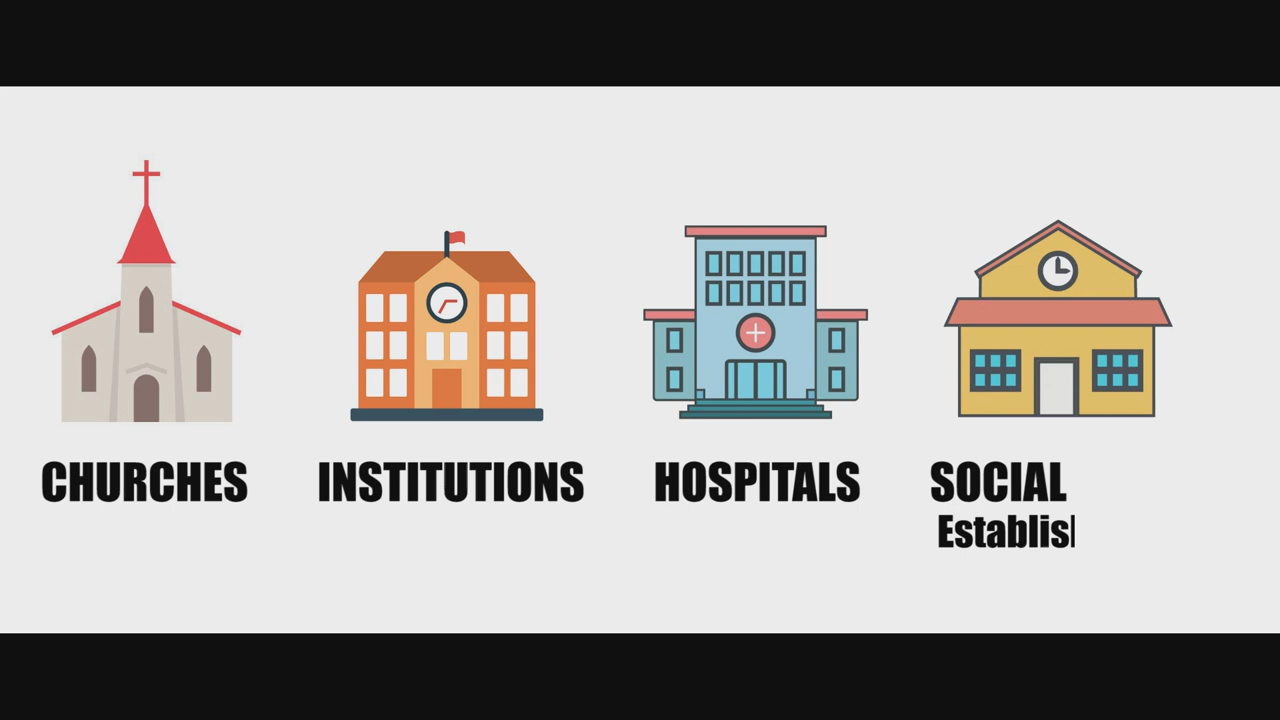 CHURCHES
INSTITUTIONS
HOSPITALS
SOCIAL
Establis